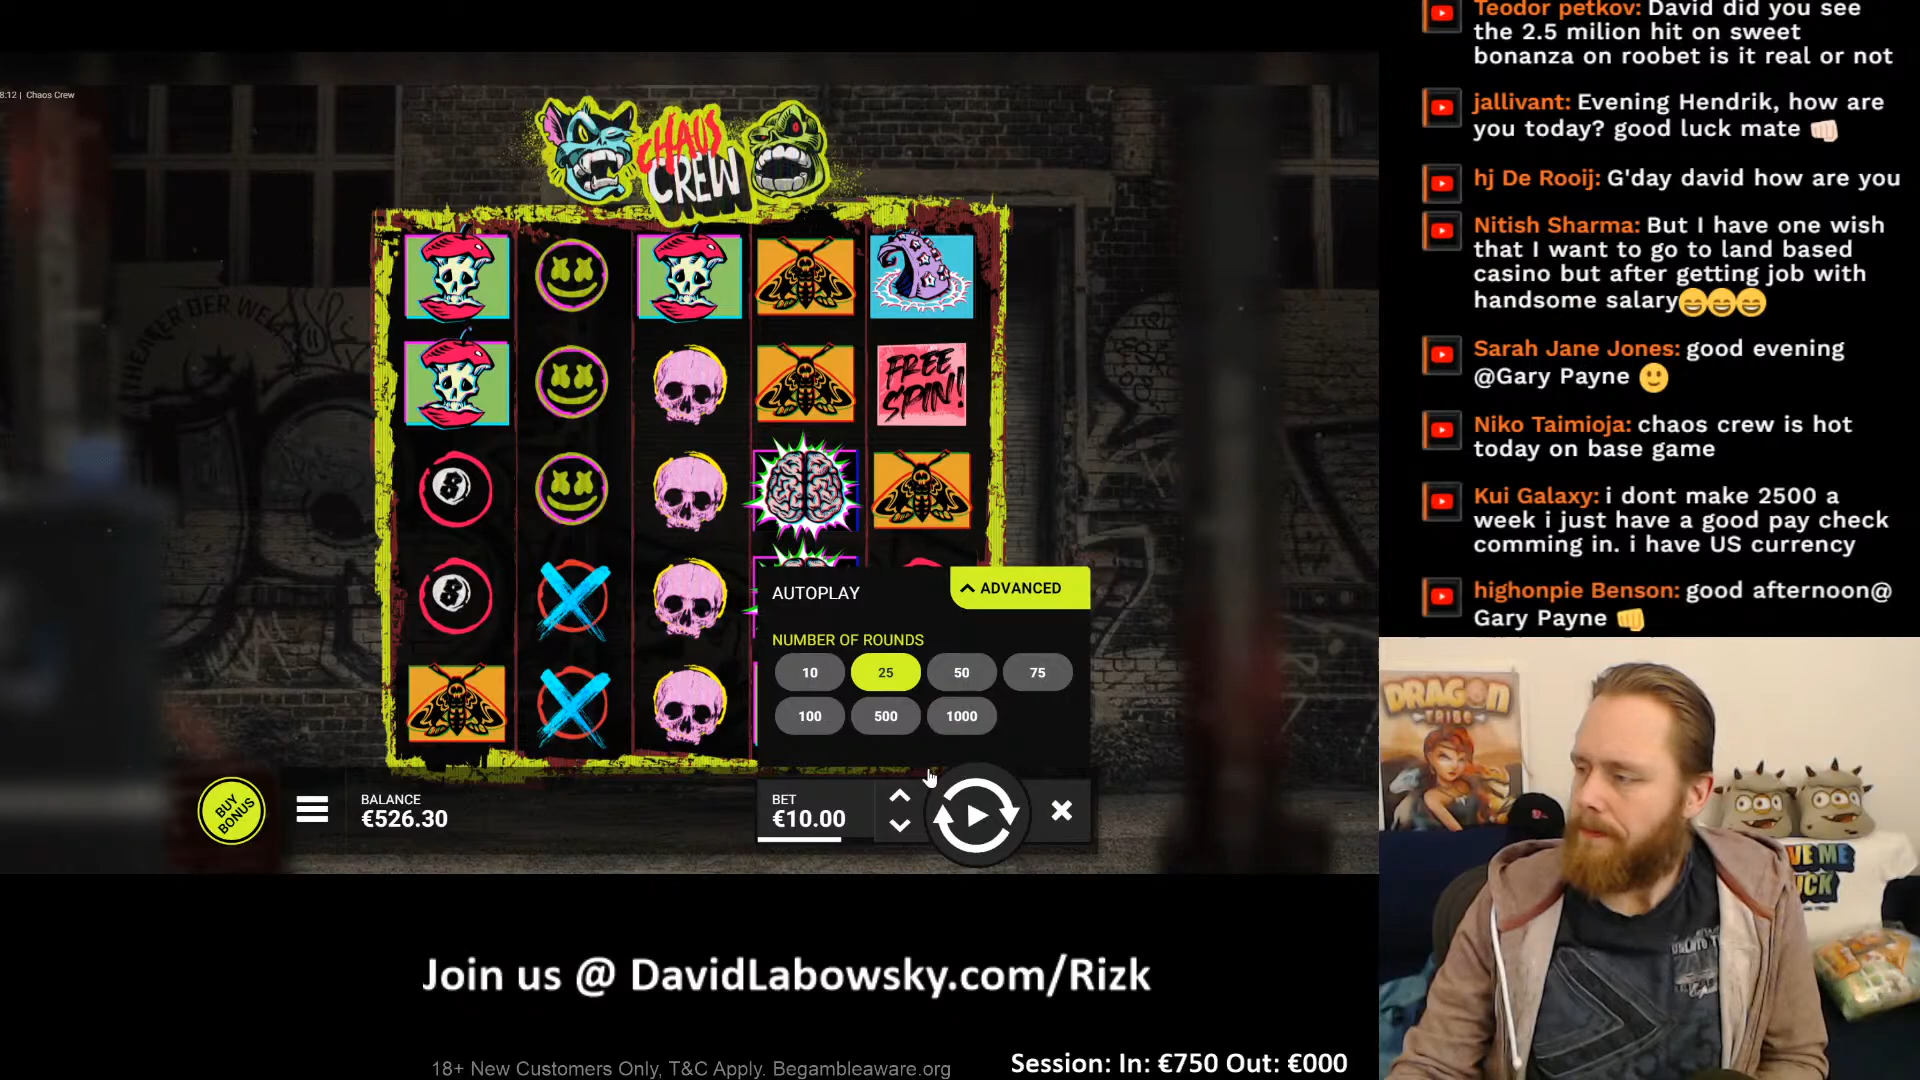 8:12 | Chaos Crew
CHAOS
CREW
FREE
SPIN!
8
8
AUTOPLAY
ADVANCED
NUMBER OF ROUNDS
10 25 50 75
100 500 1000
BUY
BONUS
BALANCE
€526.30
BET
€10.00
Join us @ DavidLabowsky.com/Rizk
18+ New Customers Only, T&C Apply. Begambleaware.org
Session: In: €750 Out: €000
Teodor petkov: David did you see
the 2.5 milion hit on sweet
bonanza on roobet is it real or not
jallivant: Evening Hendrik, how are
you today? good luck mate 👊🏻
hj De Rooij: G'day david how are you
Nitish Sharma: But I have one wish
that I want to go to land based
casino but after getting job with
handsome salary😄😄😄
Sarah Jane Jones: good evening
@Gary Payne 🙂
Niko Taimioja: chaos crew is hot
today on base game
Kui Galaxy: i dont make 2500 a
week i just have a good pay check
comming in. i have US currency
highonpie Benson: good afternoon@
Gary Payne 👊
DRAGON
TRIBE